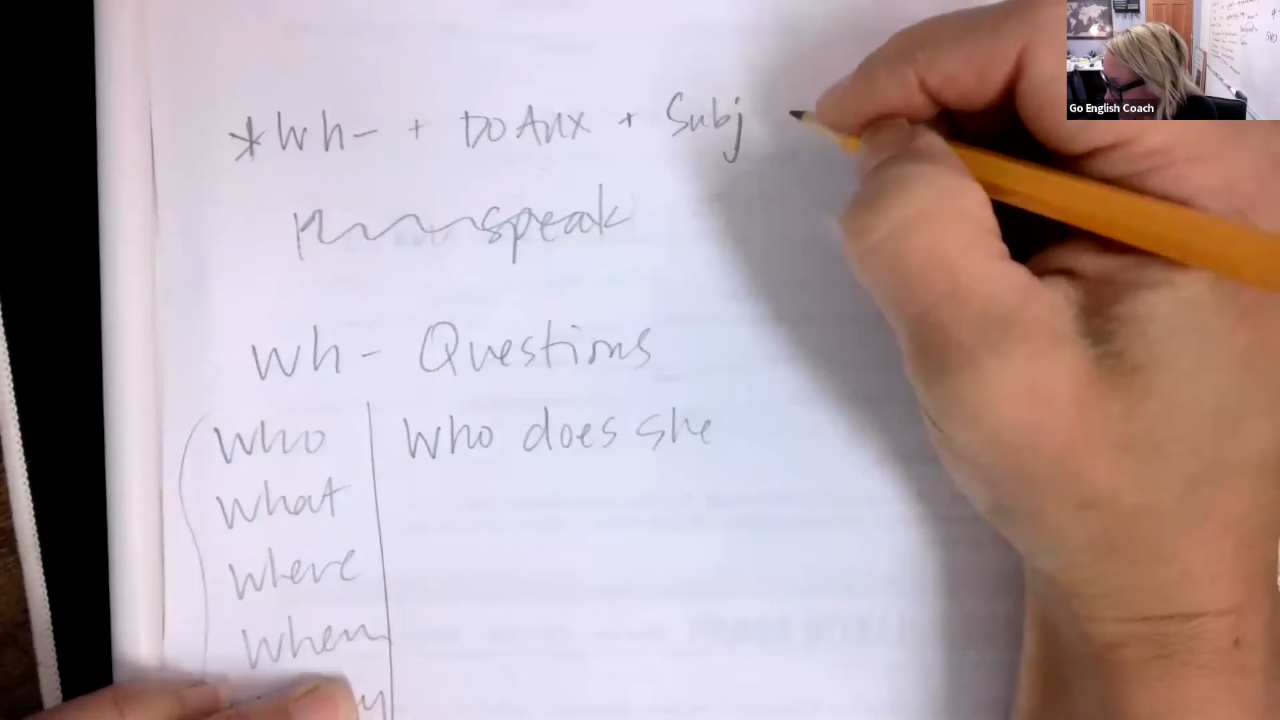 *Wh- + DO AUX + Subj
speak
Wh- Questions
Who
Who does she
What
Where
When
y
Go English Coach